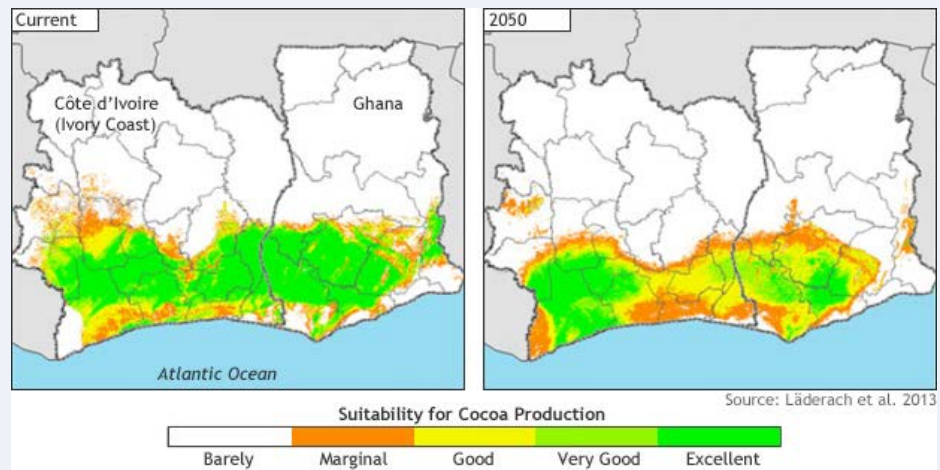 Current
2050
Côte d'Ivoire
(Ivory Coast)
Ghana
Atlantic Ocean
Source: Läderach et al. 2013
Suitability for Cocoa Production
Barely Marginal Good Very Good Excellent